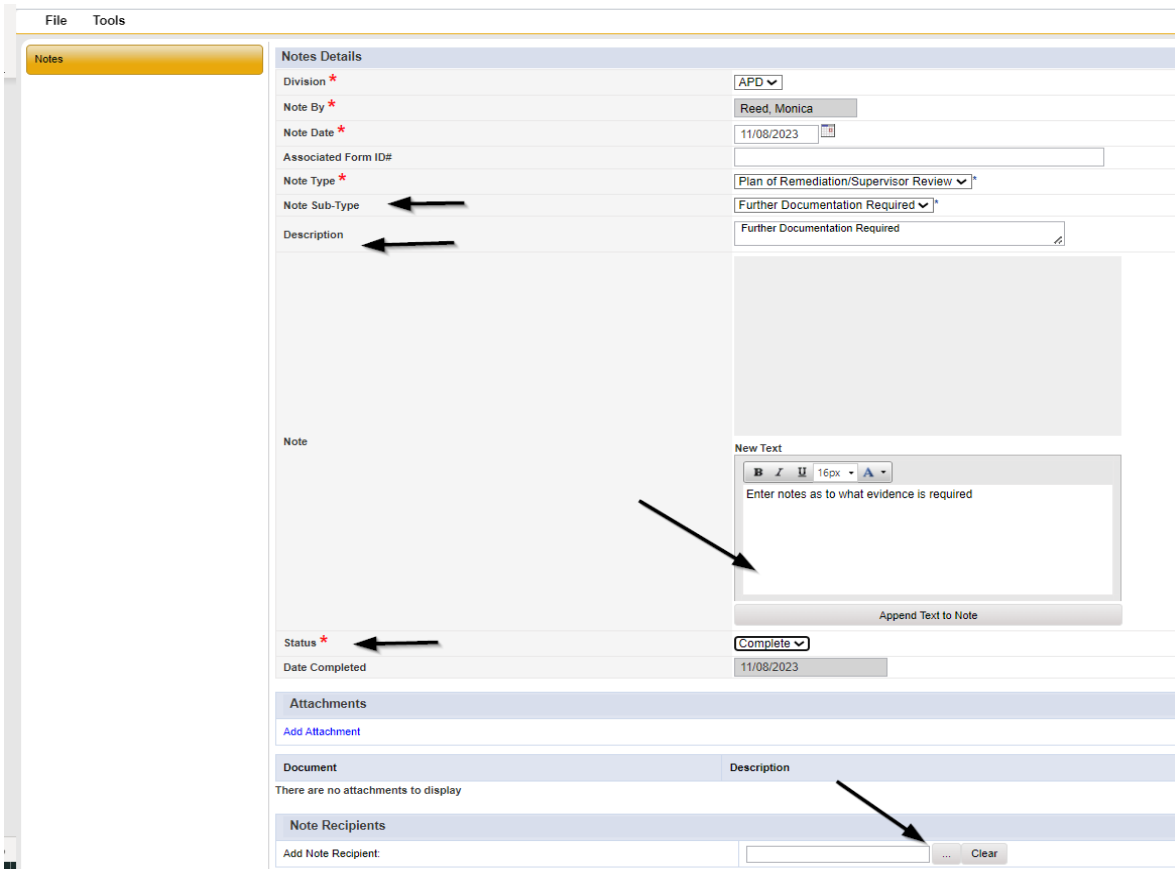 File Tools
Notes
Notes Details
Division * APD
Note By * Reed, Monica
Note Date * 11/08/2023
Associated Form ID#
Note Type * Plan of Remediation/Supervisor Review *
Note Sub-Type Further Documentation Required *
Description Further Documentation Required
Note
New Text
B I U 16px A
Enter notes as to what evidence is required
Append Text to Note
Status * Complete
Date Completed 11/08/2023
Attachments
Add Attachment
Document Description
There are no attachments to display
Note Recipients
Add Note Recipient: ... Clear